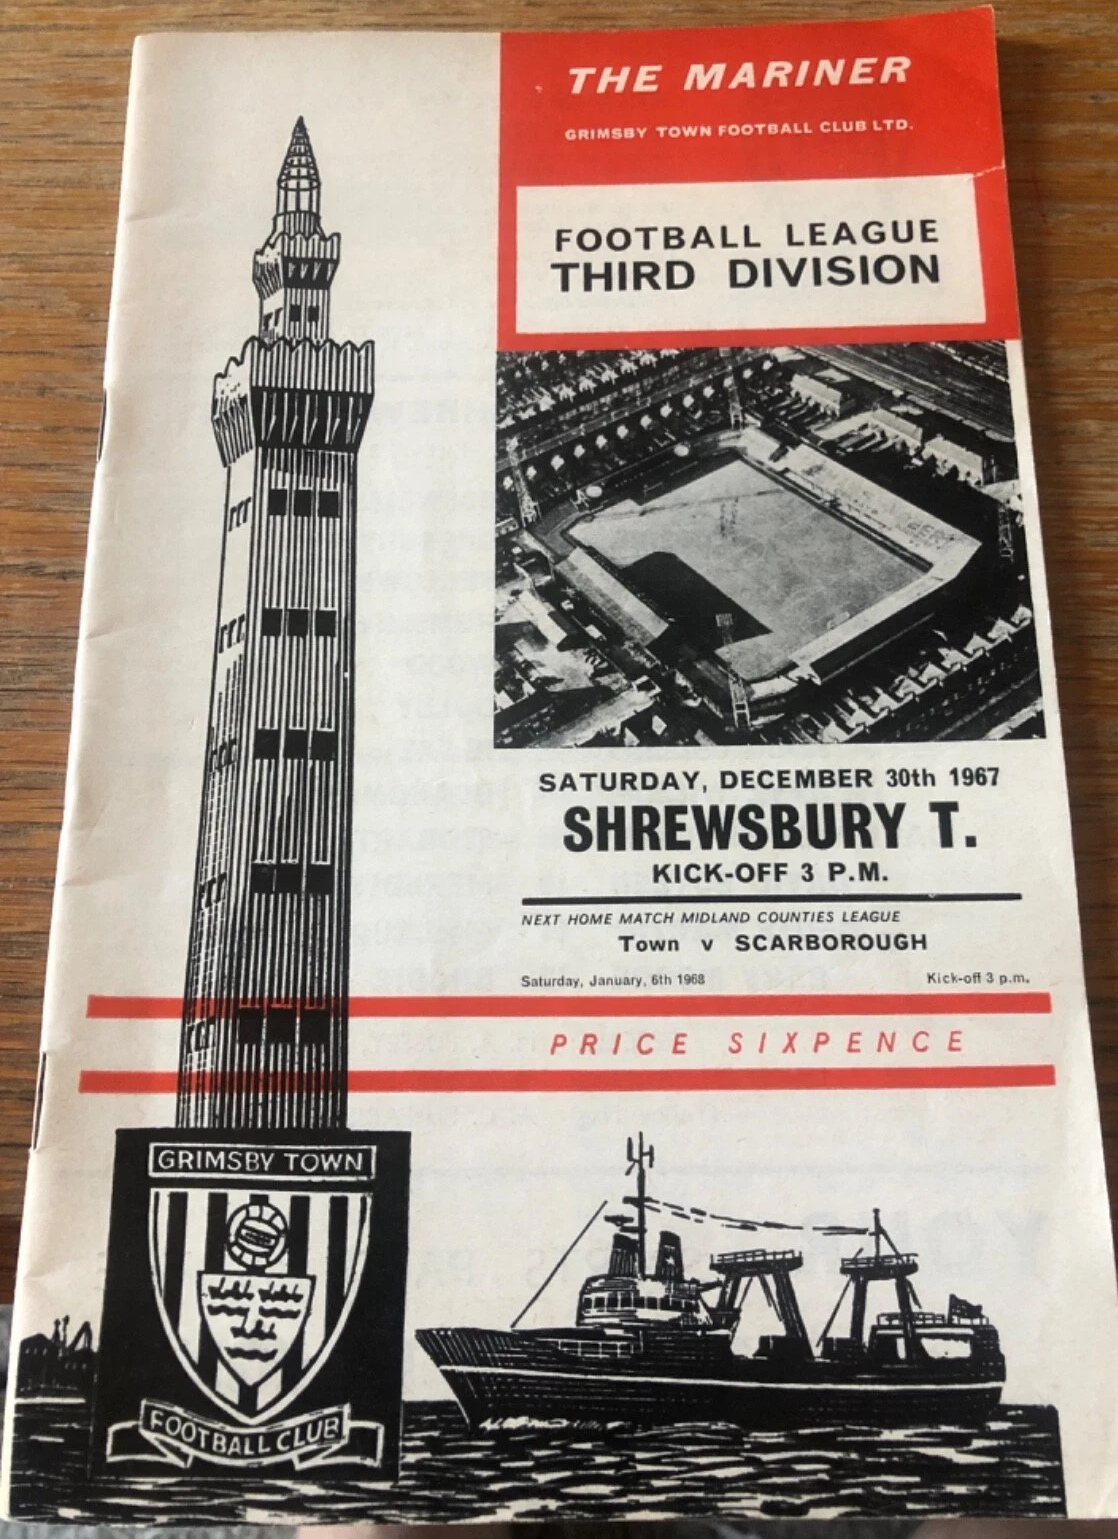 THE MARINER
GRIMSBY TOWN FOOTBALL CLUB LTD.
FOOTBALL LEAGUE
THIRD DIVISION
SATURDAY, DECEMBER 30th 1967
SHREWSBURY T.
KICK-OFF 3 P.M.
NEXT HOME MATCH MIDLAND COUNTIES LEAGUE
Town v SCARBOROUGH
Saturday, January, 6th 1968 Kick-off 3 p.m.
PRICE SIXPENCE
GRIMSBY TOWN
FOOTBALL CLUB